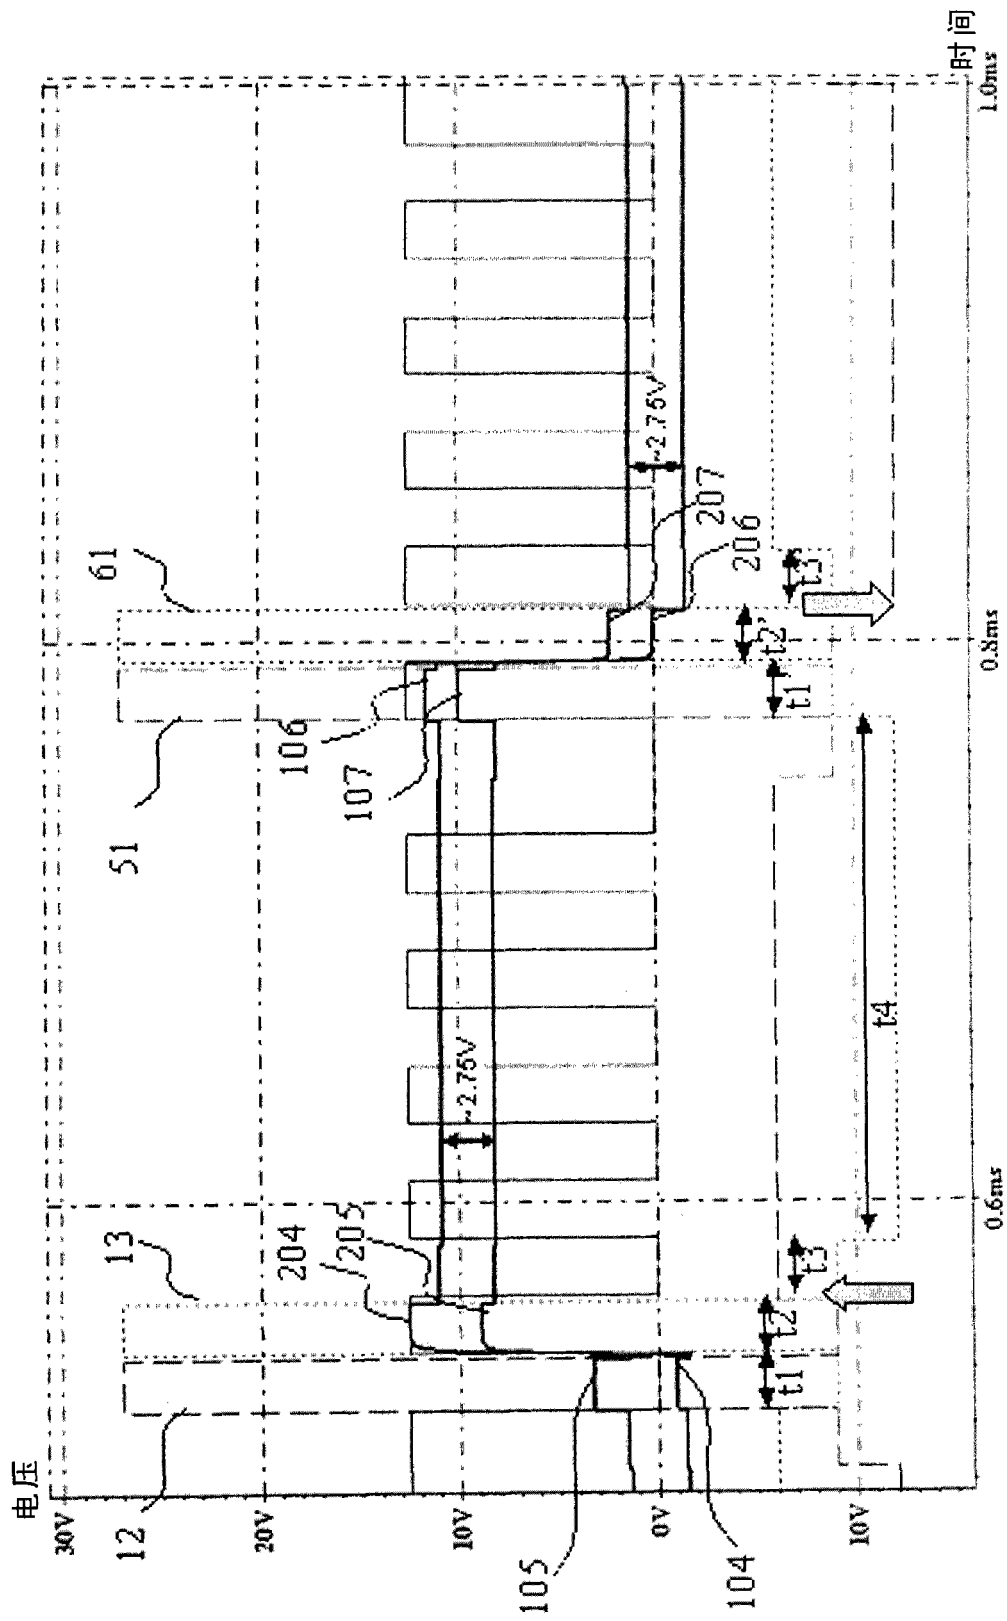 电压
时间
30V
20V
10V
0V
10V
0.6ms
0.8ms
1.0ms
12
13
51
61
204
205
106
107
105
104
207
206
~2.75V
~2.75V
t1
t2
t3
t4
t1'
t2'
t3'